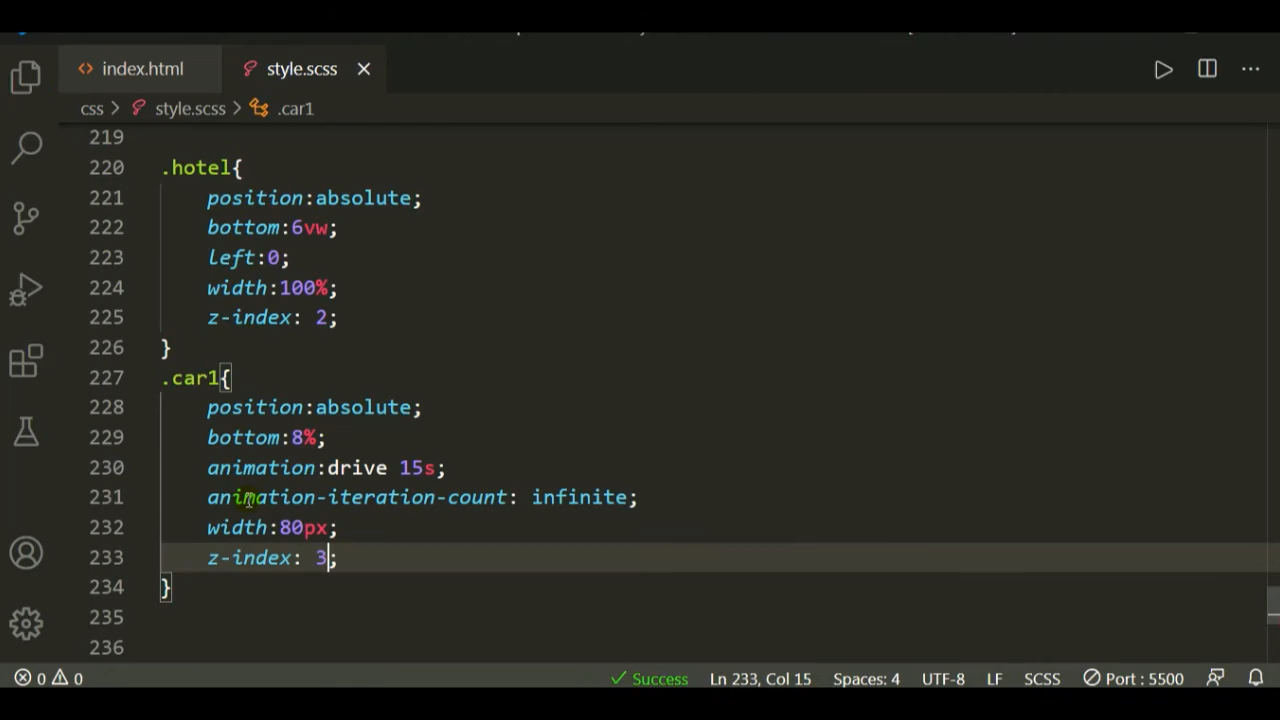 index.html
style.scss
css > style.scss > .car1
219
220 .hotel{
221 position:absolute;
222 bottom:6vw;
223 left:0;
224 width:100%;
225 z-index: 2;
226 }
227 .car1{
228 position:absolute;
229 bottom:8%;
230 animation:drive 15s;
231 animation-iteration-count: infinite;
232 width:80px;
233 z-index: 3;
234 }
235
236
0 0 Success Ln 233, Col 15 Spaces: 4 UTF-8 LF SCSS Port : 5500